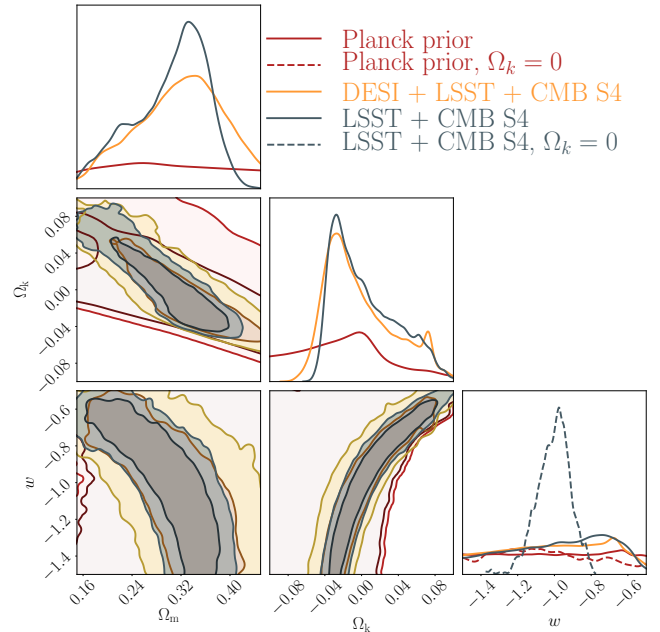 Planck prior
Planck prior, Ωk = 0
DESI + LSST + CMB S4
LSST + CMB S4
LSST + CMB S4, Ωk = 0
0.08
0.04
0.00
−0.04
−0.08
Ωk
−0.6
−0.8
−1.0
−1.2
−1.4
w
0.16
0.24
0.32
0.40
Ωm
−0.08
−0.04
0.00
0.04
0.08
Ωk
−1.4
−1.2
−1.0
−0.8
−0.6
w